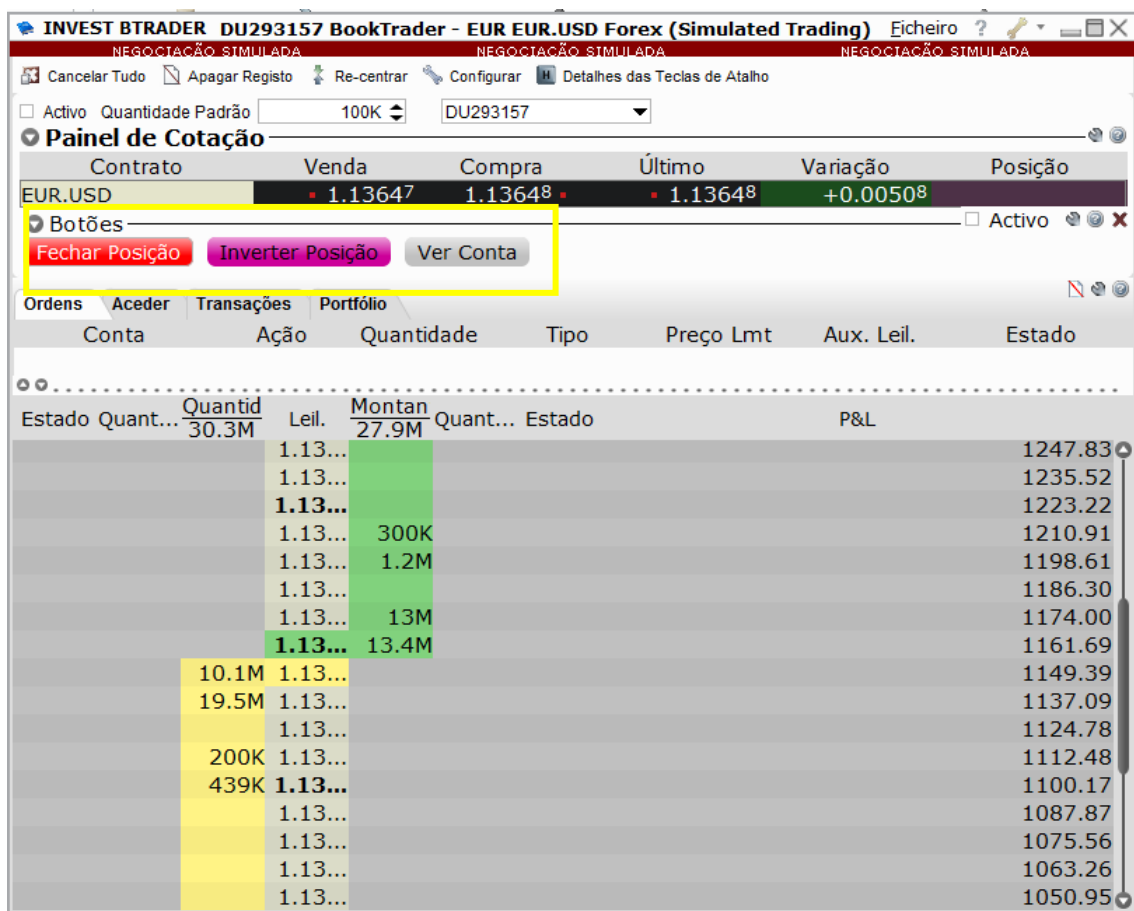 INVEST BTRADER DU293157 BookTrader - EUR EUR.USD Forex (Simulated Trading) Ficheiro ?
NEGOCIAÇÃO SIMULADA NEGOCIAÇÃO SIMULADA NEGOCIAÇÃO SIMULADA
Cancelar Tudo Apagar Registo Re-centrar Configurar H Detalhes das Teclas de Atalho
Activo Quantidade Padrão 100K DU293157
Painel de Cotação
Contrato Venda Compra Último Variação Posição
EUR.USD 1.13647 1.13648 1.13648 +0.00508
Botões Activo
Fechar Posição Inverter Posição Ver Conta
Ordens Aceder Transações Portfólio
Conta Ação Quantidade Tipo Preço Lmt Aux. Leil. Estado
Estado Quant... Quantid 30.3M Leil. Montan 27.9M Quant... Estado P&L
1.13... 1247.83
1.13... 1235.52
1.13... 1223.22
1.13... 300K 1210.91
1.13... 1.2M 1198.61
1.13... 1186.30
1.13... 13M 1174.00
1.13... 13.4M 1161.69
10.1M 1.13... 1149.39
19.5M 1.13... 1137.09
1.13... 1124.78
200K 1.13... 1112.48
439K 1.13... 1100.17
1.13... 1087.87
1.13... 1075.56
1.13... 1063.26
1.13... 1050.95